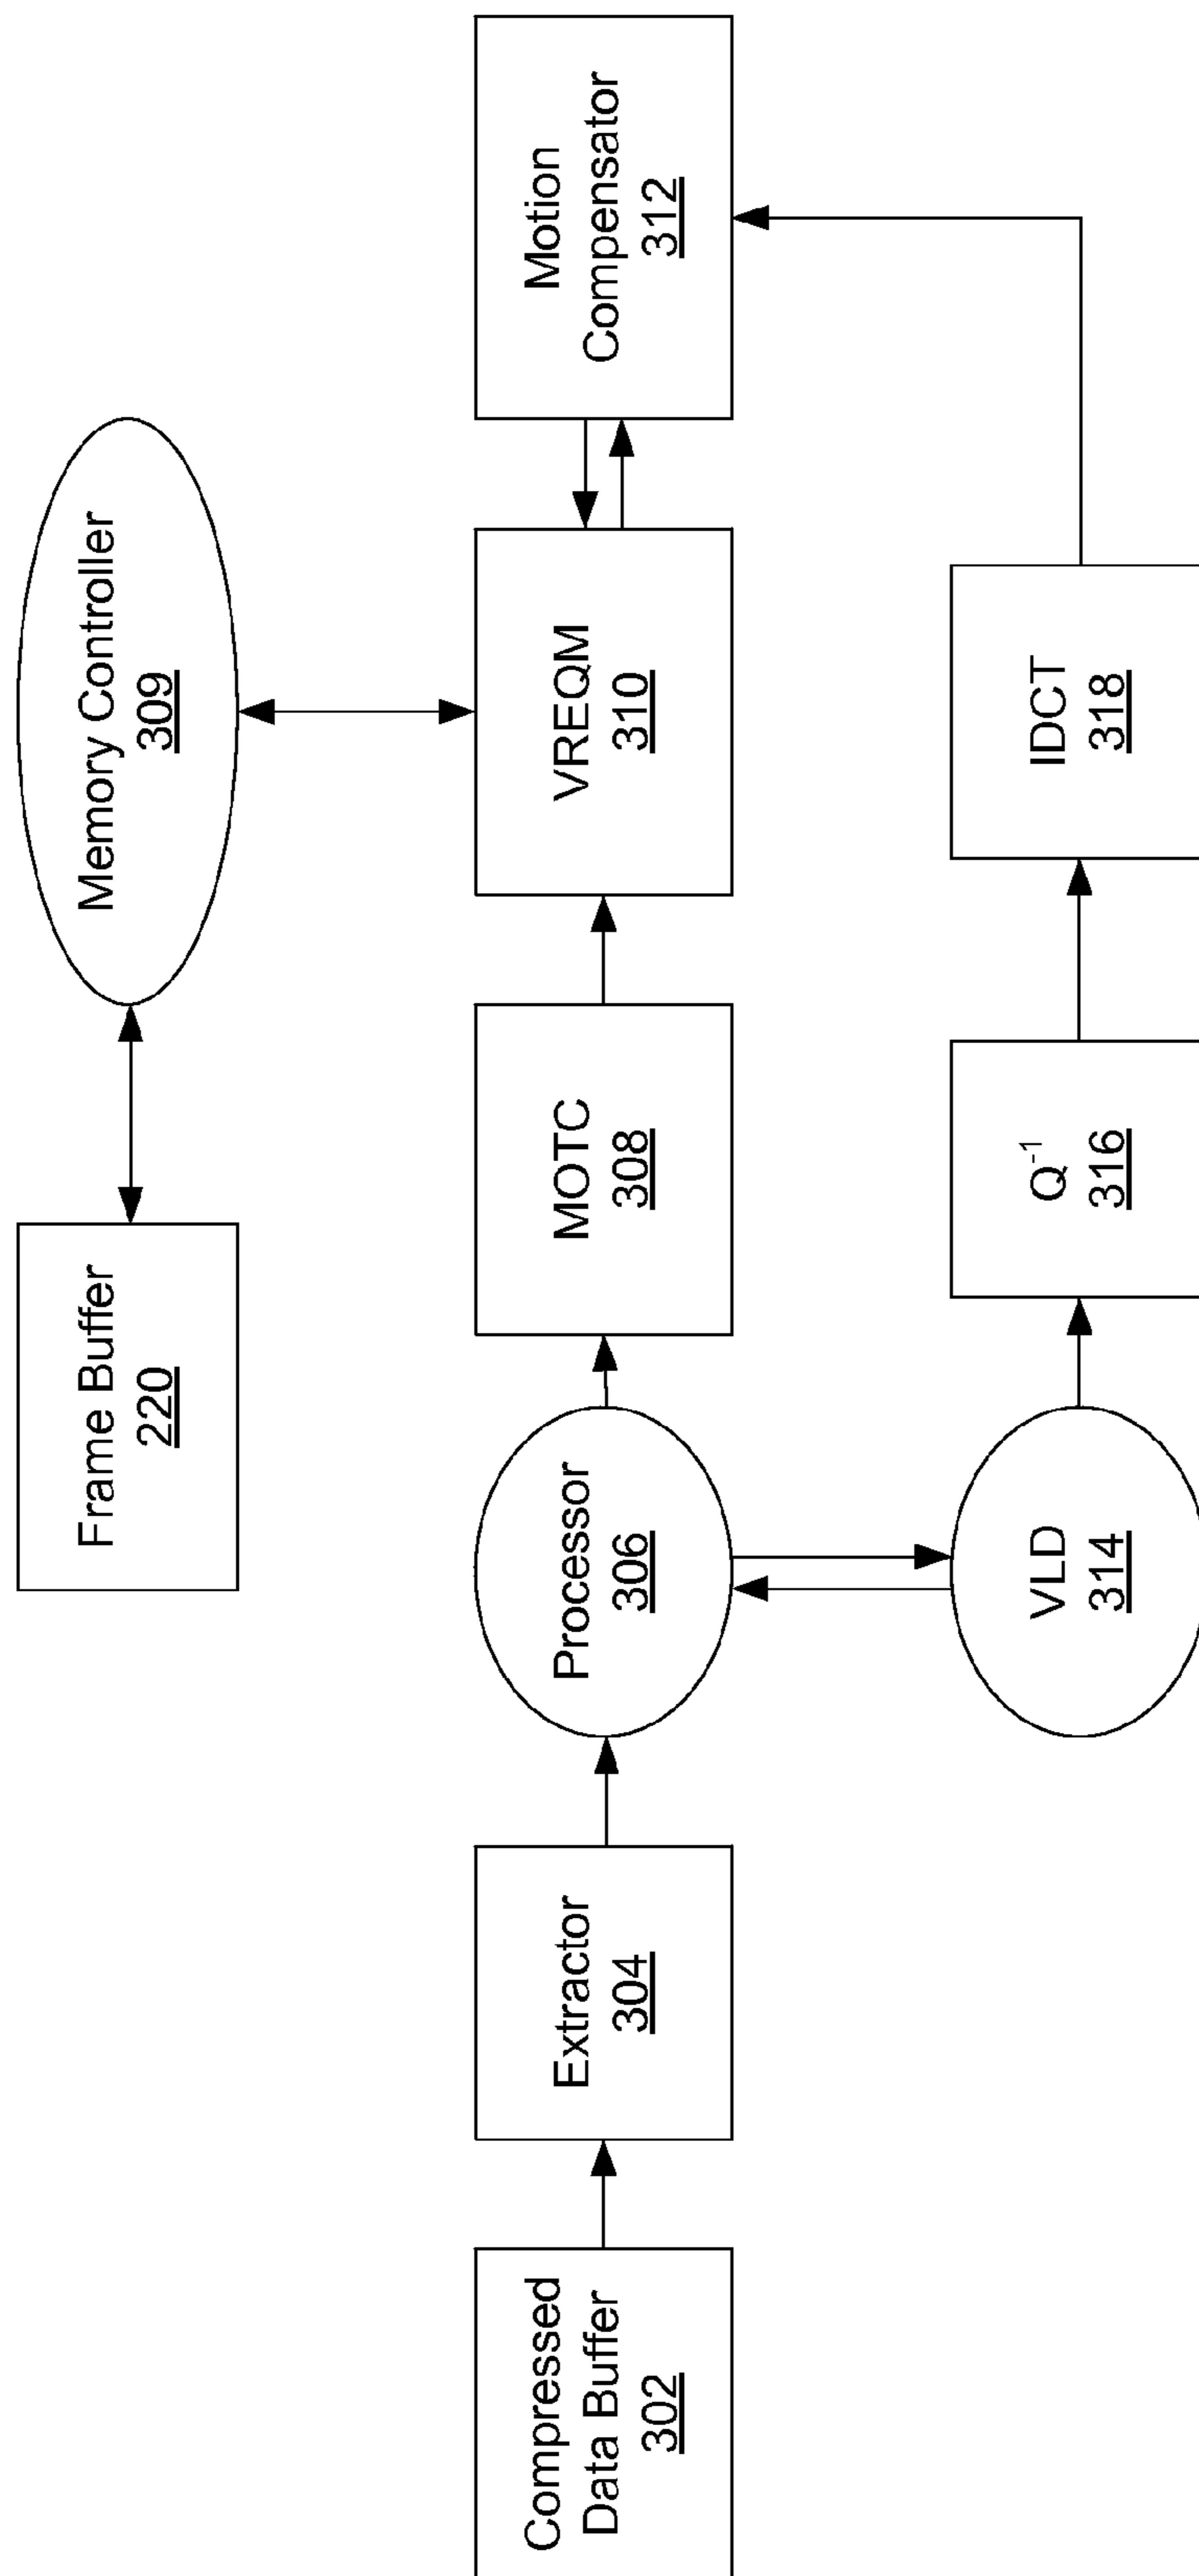 Frame Buffer
220
Memory Controller
309
Compressed
Data Buffer
302
Extractor
304
Processor
306
MOTC
308
VREQM
310
Motion
Compensator
312
VLD
314
Q⁻¹
316
IDCT
318